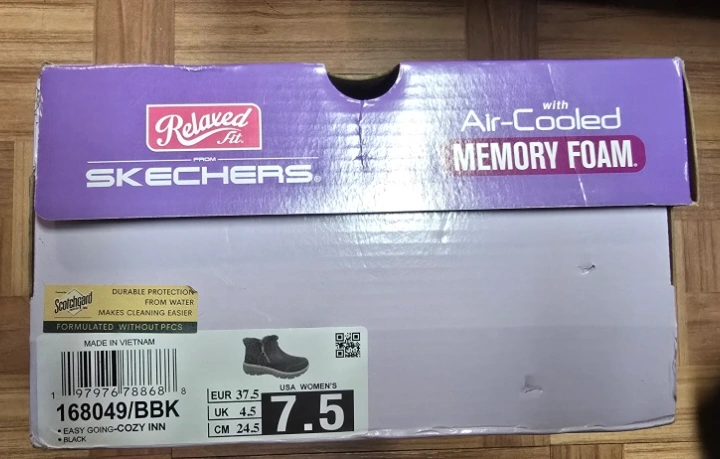 Relaxed
Fit.
FROM
SKECHERS®
with
Air-Cooled
MEMORY FOAM®
Scotchgard
DURABLE PROTECTION
FROM WATER
MAKES CLEANING EASIER
FORMULATED WITHOUT PFCS
MADE IN VIETNAM
1 97976 78868 8
168049/BBK
• EASY GOING-COZY INN
• BLACK
EUR 37.5
UK 4.5
CM 24.5
USA WOMEN'S
7.5